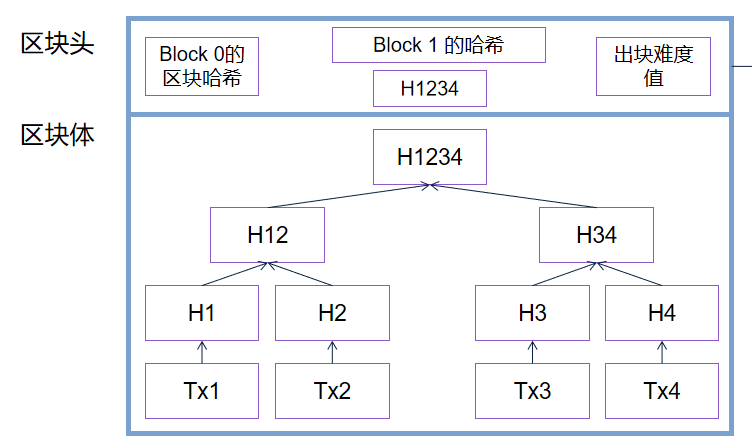 区块头
Block 0的
区块哈希
Block 1 的哈希
H1234
出块难度
值
区块体
H1234
H12
H34
H1
H2
H3
H4
Tx1
Tx2
Tx3
Tx4